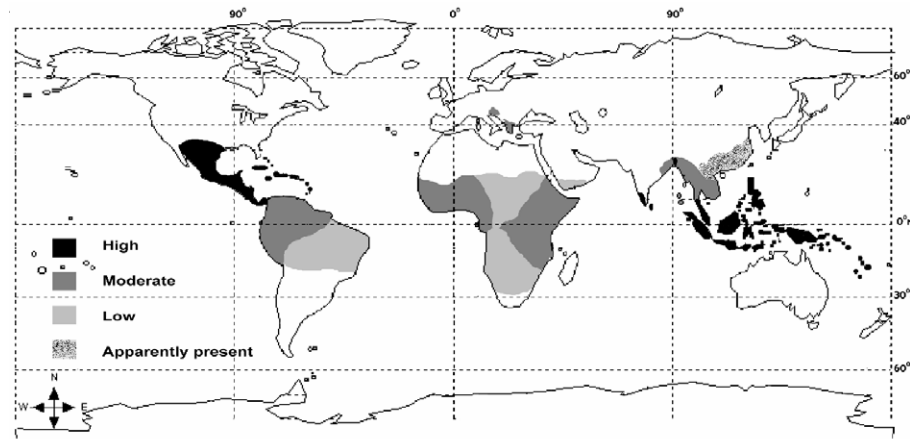 90° 0° 90°
60°
40°
0°
High
Moderate
Low
30°
Apparently present
60°
N
W E
S